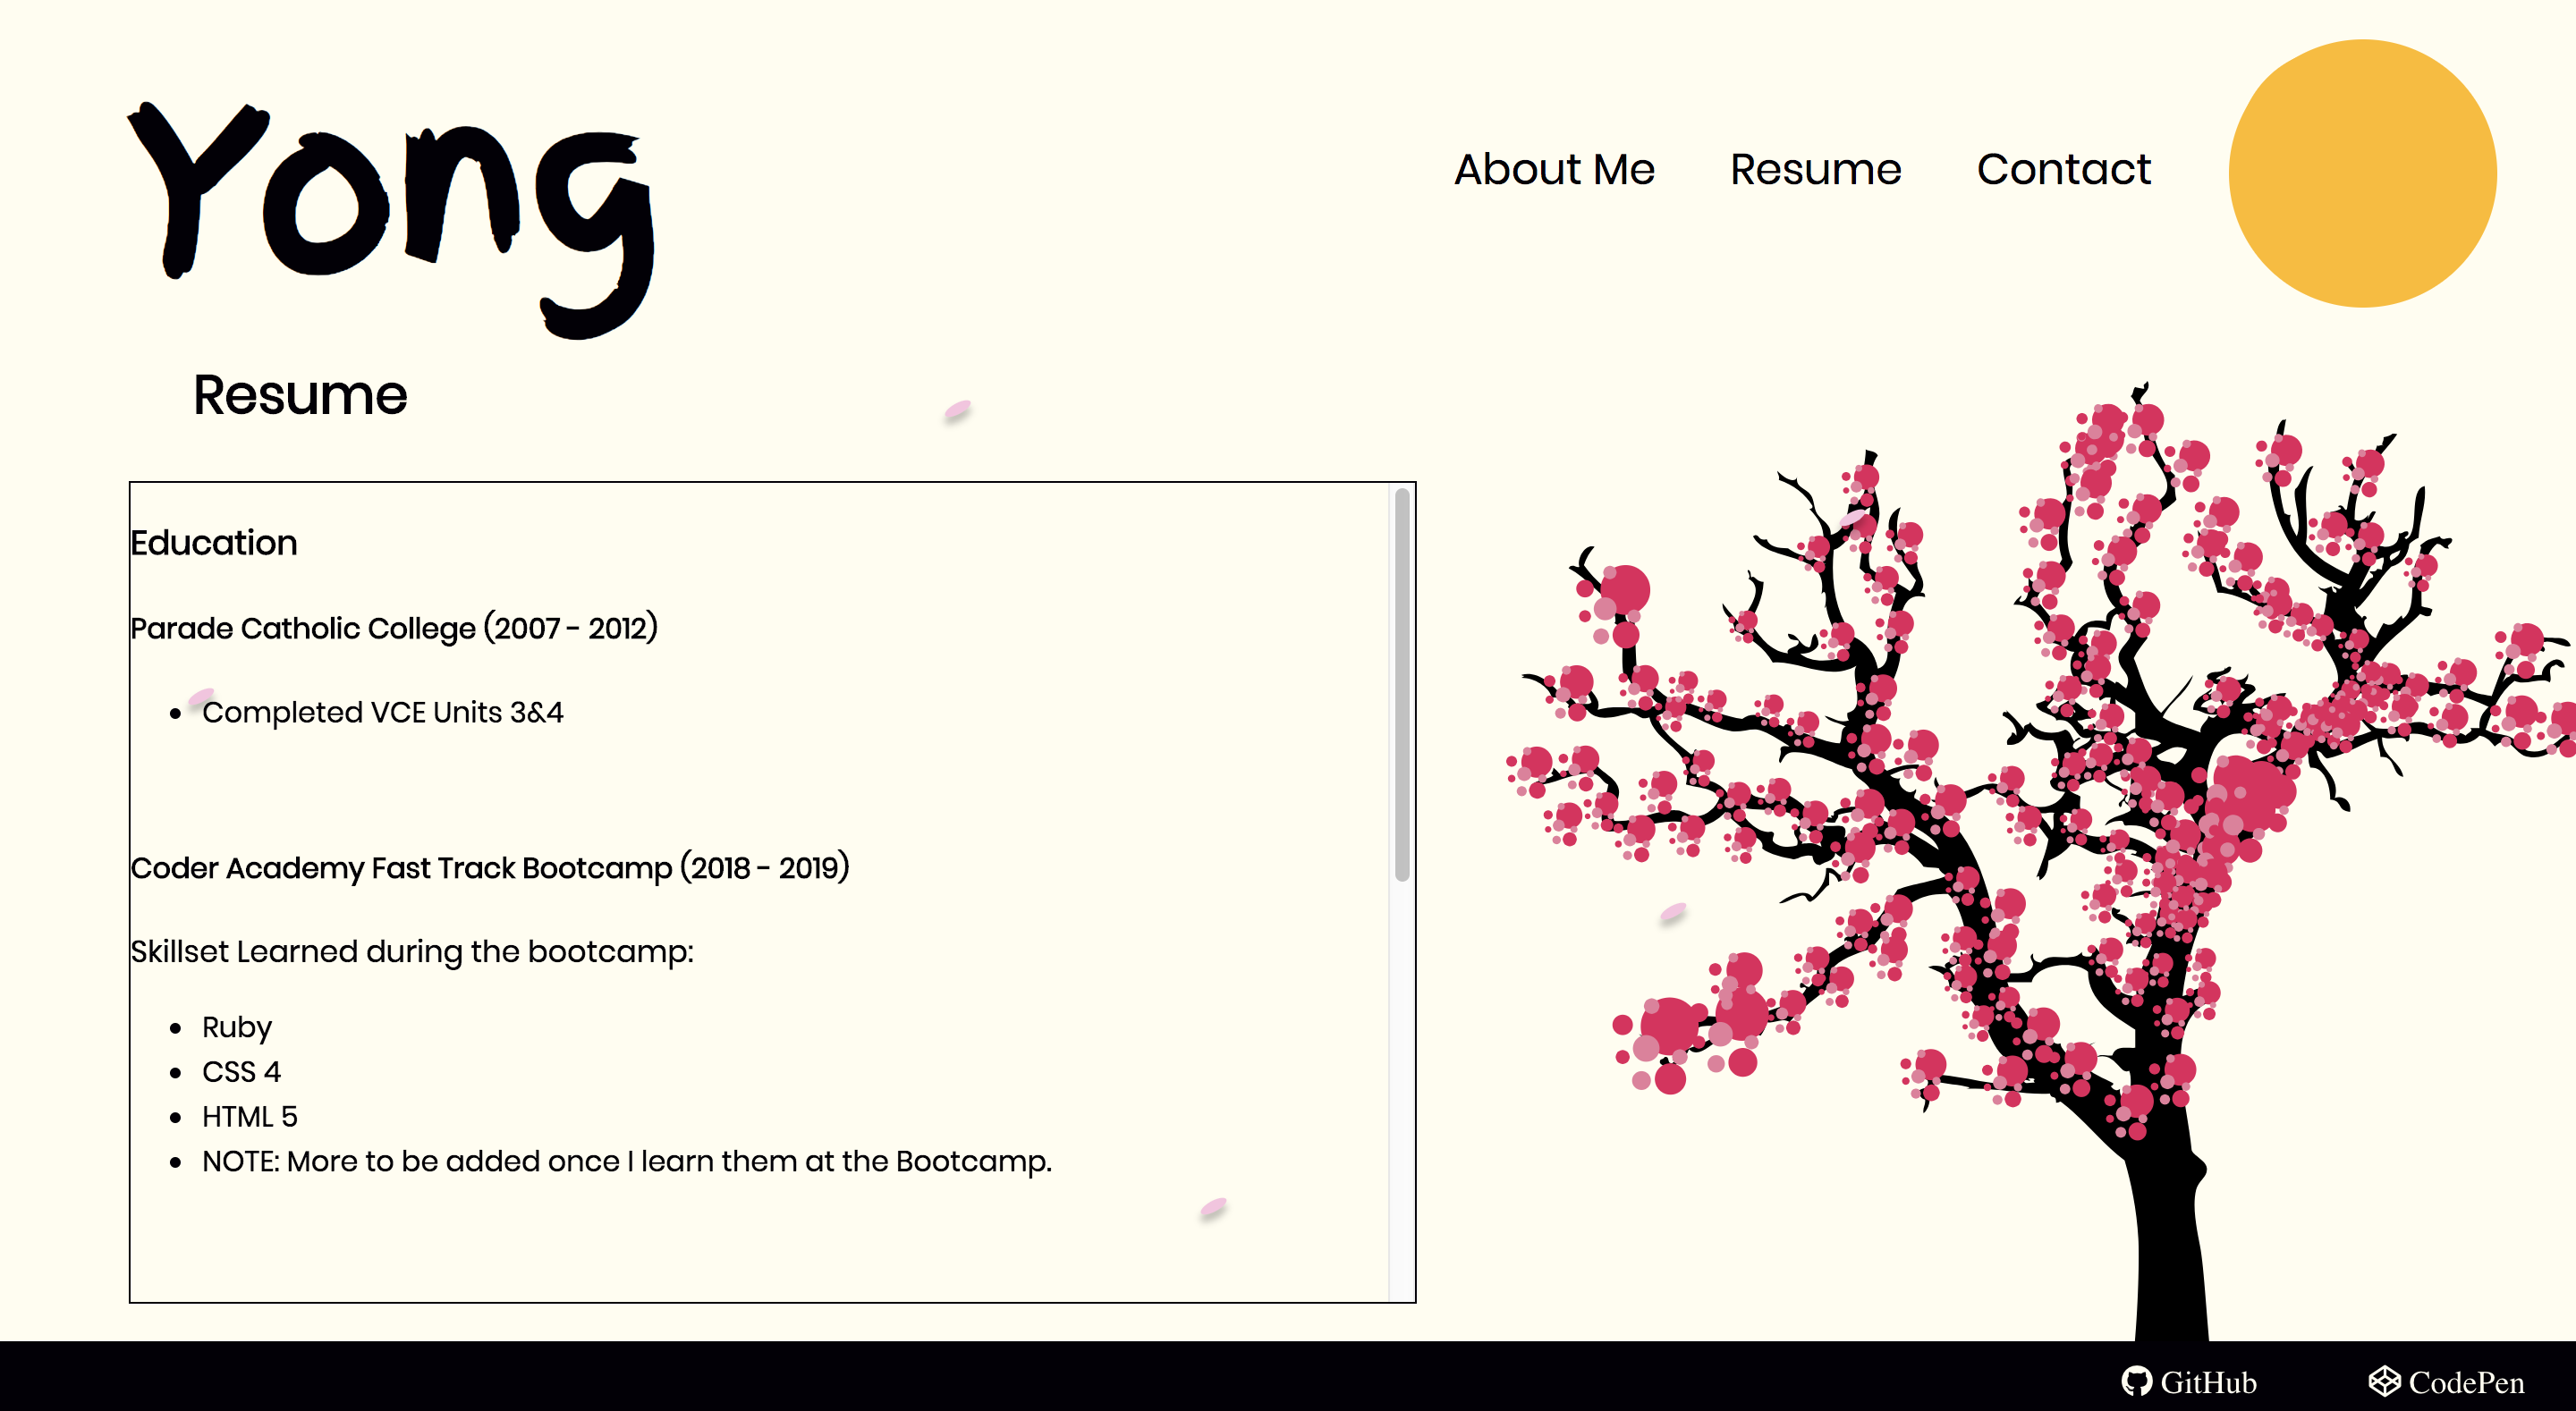 Yong
About Me Resume Contact
Resume
Education
Parade Catholic College (2007 - 2012)
Completed VCE Units 3&4
Coder Academy Fast Track Bootcamp (2018 - 2019)
Skillset Learned during the bootcamp:
Ruby
CSS 4
HTML 5
NOTE: More to be added once I learn them at the Bootcamp.
GitHub CodePen